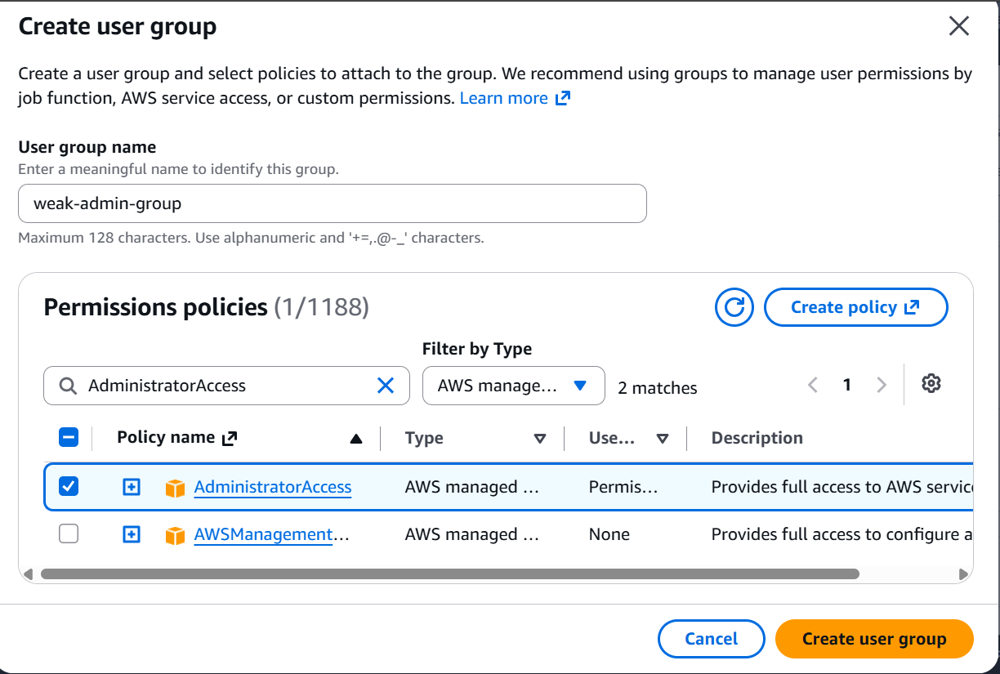 Create user group
Create a user group and select policies to attach to the group. We recommend using groups to manage user permissions by
job function, AWS service access, or custom permissions. Learn more
User group name
Enter a meaningful name to identify this group.
weak-admin-group
Maximum 128 characters. Use alphanumeric and '+=,.@-_' characters.
Permissions policies (1/1188)
Create policy
Filter by Type
AdministratorAccess
AWS manage...
2 matches
1
Policy name
Type
Use...
Description
AdministratorAccess
AWS managed ...
Permis...
Provides full access to AWS service
AWSManagement...
AWS managed ...
None
Provides full access to configure a
Cancel
Create user group